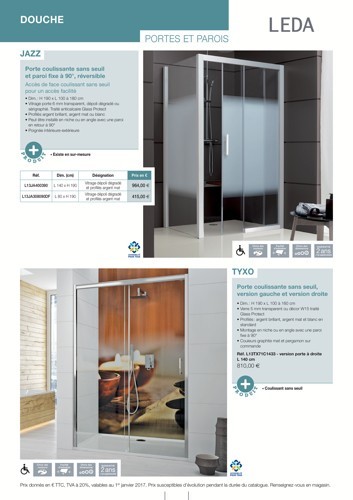 DOUCHE
LEDA
PORTES ET PAROIS
JAZZ
Porte coulissante sans seuil
et paroi fixe à 90°, réversible
Accès de face coulissant sans seuil
pour un accès facilité
• Dim.: H 190 x L 100 à 180 cm
• Vitrage porte 6 mm transparent, dépoli dégradé ou
sérigraphié. Traité anticalcaire Glass Protect
• Profilés argent brillant, argent mat ou blanc
• Peut être installé en niche ou en angle avec une paroi
en retour à 90°
• Poignée intérieure extérieure.
PRODUIT
- Existe en sur-mesure
Réf. Dim. (cm) Désignation Prix en €
L 140 x H 190 Vitrage dépoli dégradé et profilés argent mat 984,00 €
L 80 x H 190 Vitrage dépoli dégradé et profilés argent mat 415,00 €
2 ans
TYXO
Porte coulissante sans seuil,
version gauche et version droite
• Dim.: H 190 x L 100 à 160 cm
• Verre 5 mm transparent ou décor W15 traité
Glass Protect
• Profilés : argent brillant, argent mat et blanc en
standard
• Montage en niche ou en angle avec une paroi
fixe à 90°
• Couleurs graphite mat et pergamon sur
commande
Réf. L13TX71C1433 - version porte à droite
L 140 cm
810,00 €
PRODUIT
- Coulissant sans seuil
2 ans
Prix donnés en € TTC, TVA à 20%, valables au 1er janvier 2017. Prix susceptibles d'évolution pendant la durée du catalogue. Renseignez-vous en magasin.